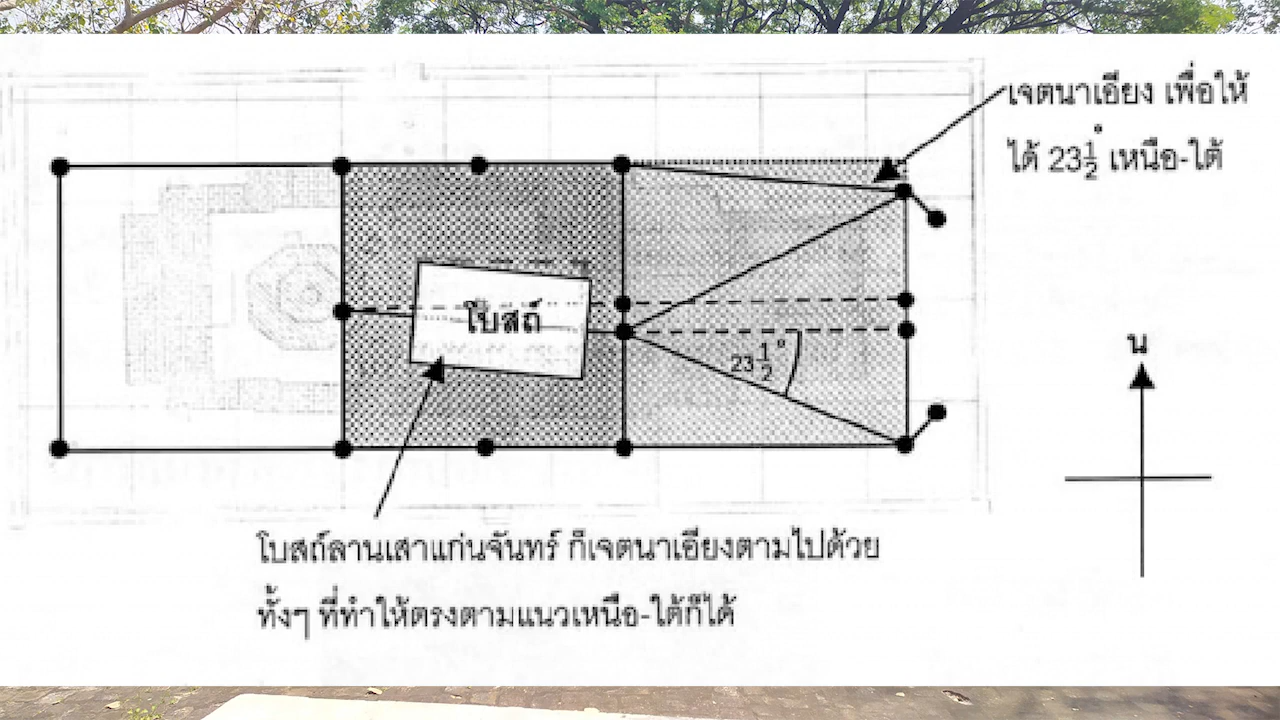 เจตนาเอียง เพื่อให้
ได้ 23½° เหนือ-ใต้
โบสถ์
23½°
น
โบสถ์ลานเสาแก่นจันทร์ ก็เจตนาเอียงตามไปด้วย
ทั้งๆ ที่ทำให้ตรงตามแนวเหนือ-ใต้ก็ได้